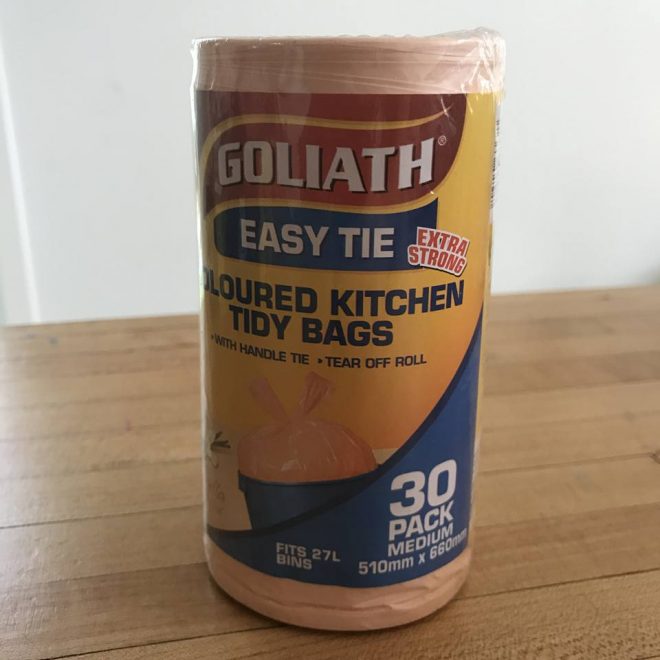 GOLIATH®
EASY TIE
EXTRA
STRONG
OLOURED KITCHEN
TIDY BAGS
•WITH HANDLE TIE •TEAR OFF ROLL
30
PACK
MEDIUM
510mm x 660mm
FITS 27L
BINS